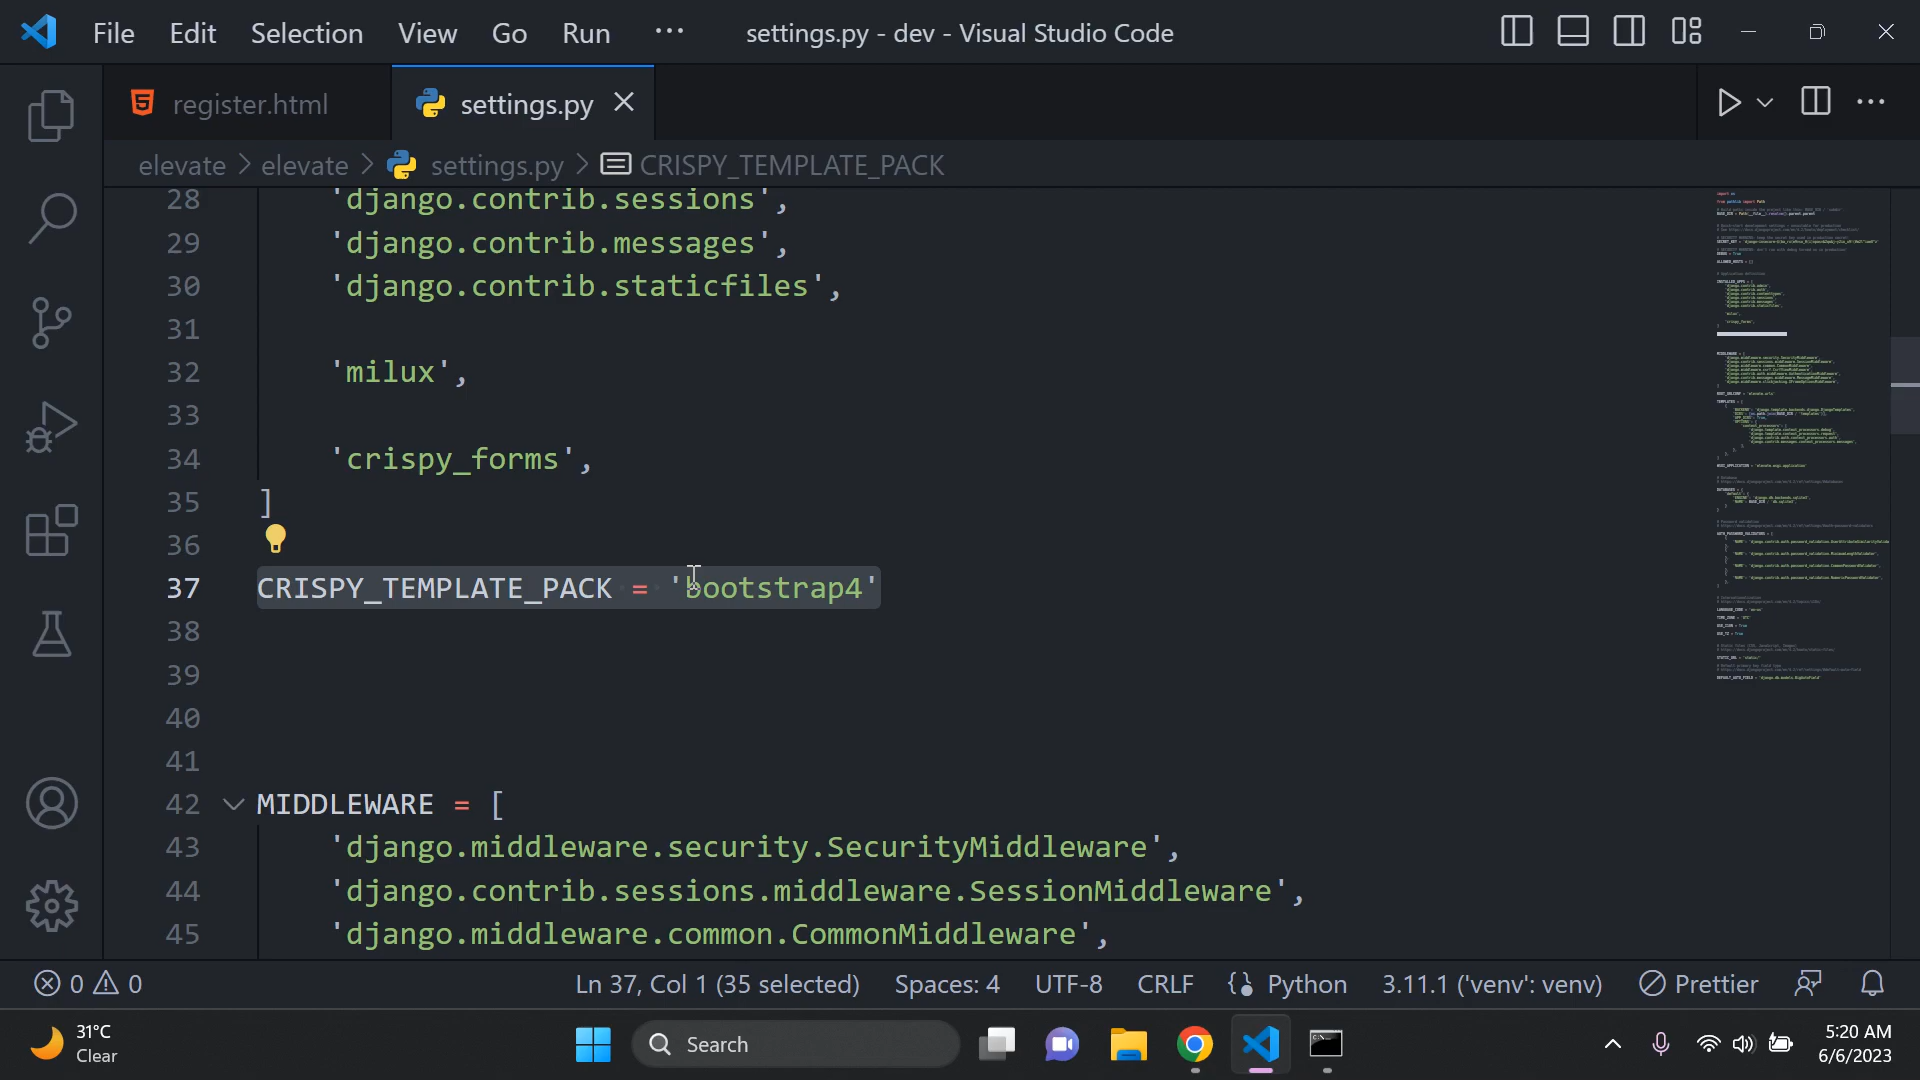 File Edit Selection View Go Run ··· settings.py - dev - Visual Studio Code
register.html settings.py
elevate > elevate > settings.py > CRISPY_TEMPLATE_PACK
28 'django.contrib.sessions',
29 'django.contrib.messages',
30 'django.contrib.staticfiles',
31
32 'milux',
33
34 'crispy_forms',
35 ]
36
37 CRISPY_TEMPLATE_PACK = 'bootstrap4'
38
39
40
41
42 MIDDLEWARE = [
43 'django.middleware.security.SecurityMiddleware',
44 'django.contrib.sessions.middleware.SessionMiddleware',
45 'django.middleware.common.CommonMiddleware',
0 0 Ln 37, Col 1 (35 selected) Spaces: 4 UTF-8 CRLF Python 3.11.1 ('venv': venv) Prettier
31°C
Clear
Search
5:20 AM
6/6/2023